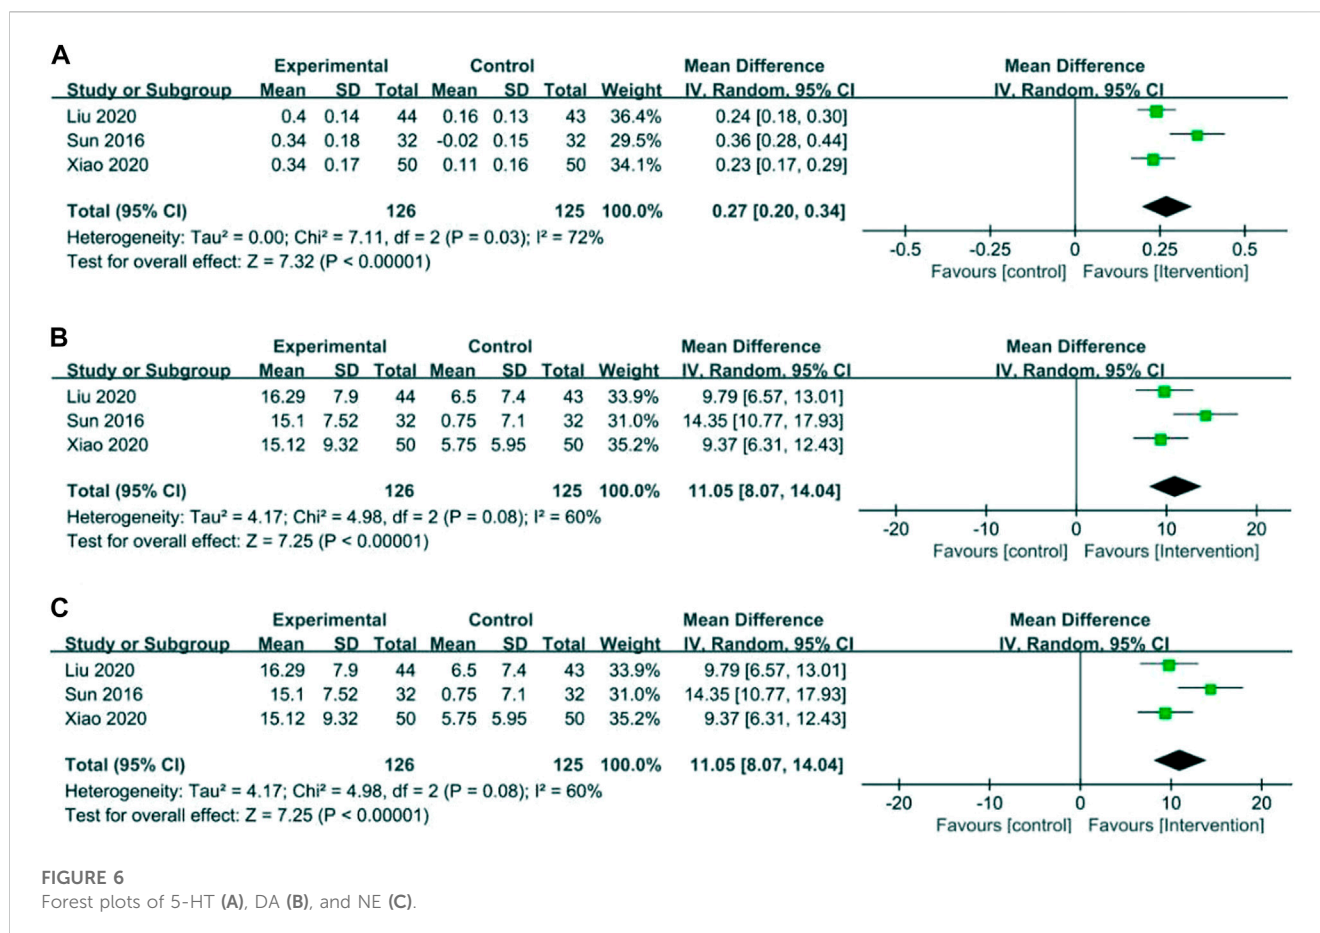 A
Experimental Control Mean Difference Mean Difference
Study or Subgroup Mean SD Total Mean SD Total Weight IV, Random, 95% CI IV, Random, 95% CI
Liu 2020 0.4 0.14 44 0.16 0.13 43 36.4% 0.24 [0.18, 0.30]
Sun 2016 0.34 0.18 32 -0.02 0.15 32 29.5% 0.36 [0.28, 0.44]
Xiao 2020 0.34 0.17 50 0.11 0.16 50 34.1% 0.23 [0.17, 0.29]
Total (95% CI) 126 125 100.0% 0.27 [0.20, 0.34]
Heterogeneity: Tau² = 0.00; Chi² = 7.11, df = 2 (P = 0.03); I² = 72%
Test for overall effect: Z = 7.32 (P < 0.00001)
-0.5 -0.25 0 0.25 0.5
Favours [control] Favours [Itervention]
B
Experimental Control Mean Difference Mean Difference
Study or Subgroup Mean SD Total Mean SD Total Weight IV, Random, 95% CI IV, Random, 95% CI
Liu 2020 16.29 7.9 44 6.5 7.4 43 33.9% 9.79 [6.57, 13.01]
Sun 2016 15.1 7.52 32 0.75 7.1 32 31.0% 14.35 [10.77, 17.93]
Xiao 2020 15.12 9.32 50 5.75 5.95 50 35.2% 9.37 [6.31, 12.43]
Total (95% CI) 126 125 100.0% 11.05 [8.07, 14.04]
Heterogeneity: Tau² = 4.17; Chi² = 4.98, df = 2 (P = 0.08); I² = 60%
Test for overall effect: Z = 7.25 (P < 0.00001)
-20 -10 0 10 20
Favours [control] Favours [Intervention]
C
Experimental Control Mean Difference Mean Difference
Study or Subgroup Mean SD Total Mean SD Total Weight IV, Random, 95% CI IV, Random, 95% CI
Liu 2020 16.29 7.9 44 6.5 7.4 43 33.9% 9.79 [6.57, 13.01]
Sun 2016 15.1 7.52 32 0.75 7.1 32 31.0% 14.35 [10.77, 17.93]
Xiao 2020 15.12 9.32 50 5.75 5.95 50 35.2% 9.37 [6.31, 12.43]
Total (95% CI) 126 125 100.0% 11.05 [8.07, 14.04]
Heterogeneity: Tau² = 4.17; Chi² = 4.98, df = 2 (P = 0.08); I² = 60%
Test for overall effect: Z = 7.25 (P < 0.00001)
-20 -10 0 10 20
Favours [control] Favours [Intervention]
FIGURE 6
Forest plots of 5-HT (A), DA (B), and NE (C).